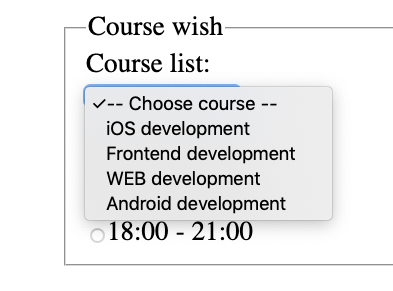 Course wish
Course list:
✓-- Choose course --
iOS development
Frontend development
WEB development
Android development
18:00 - 21:00